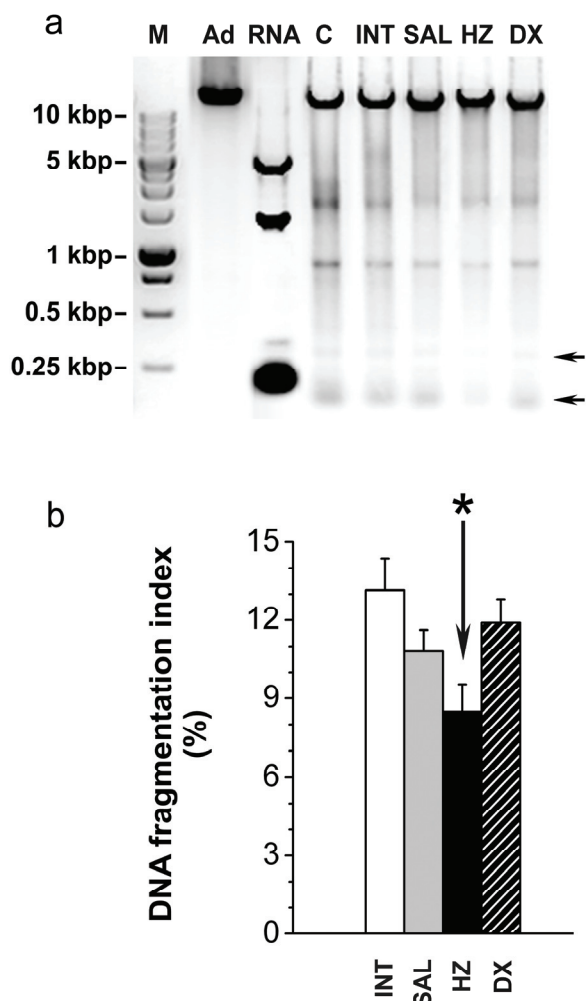 a
M Ad RNA C INT SAL HZ DX
10 kbp–
5 kbp–
1 kbp–
0.5 kbp–
0.25 kbp–
b
*
DNA fragmentation index
(%)
15
12
9
6
3
0
INT
SAL
HZ
DX